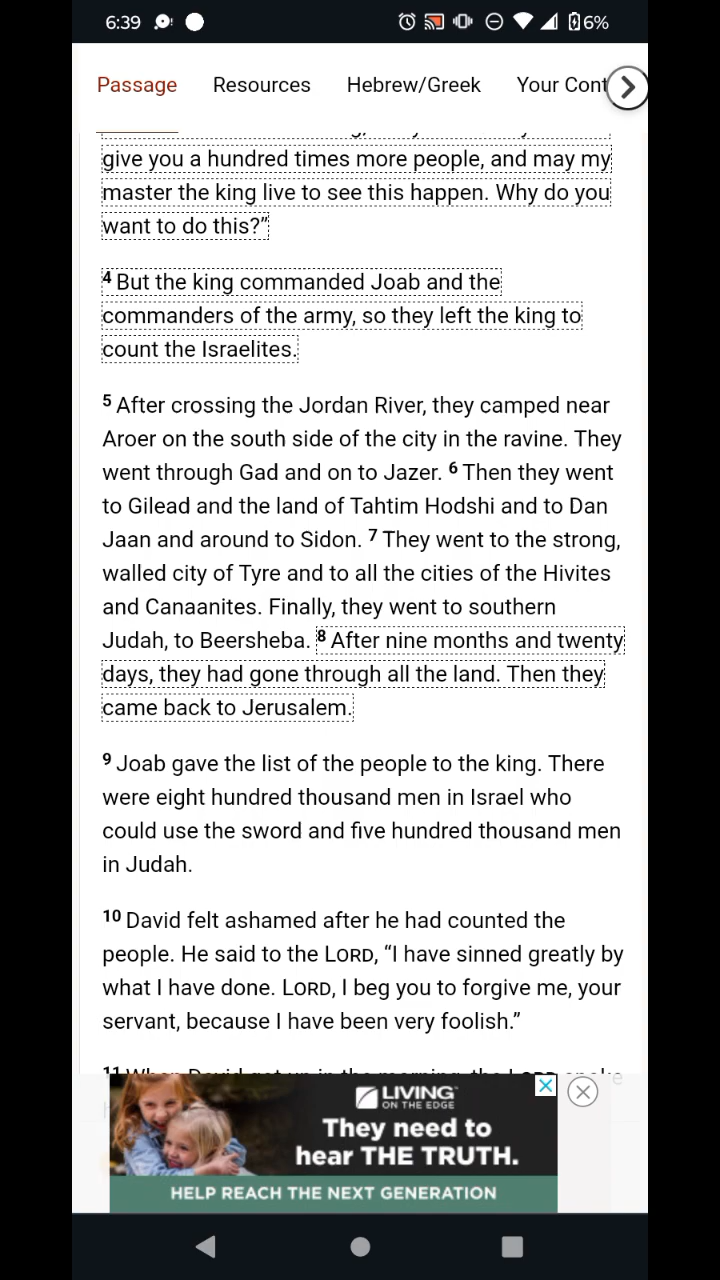 6:39
6%
Passage Resources Hebrew/Greek Your Cont
give you a hundred times more people, and may my
master the king live to see this happen. Why do you
want to do this?”
4 But the king commanded Joab and the
commanders of the army, so they left the king to
count the Israelites.
5 After crossing the Jordan River, they camped near
Aroer on the south side of the city in the ravine. They
went through Gad and on to Jazer. 6 Then they went
to Gilead and the land of Tahtim Hodshi and to Dan
Jaan and around to Sidon. 7 They went to the strong,
walled city of Tyre and to all the cities of the Hivites
and Canaanites. Finally, they went to southern
Judah, to Beersheba. 8 After nine months and twenty
days, they had gone through all the land. Then they
came back to Jerusalem.
9 Joab gave the list of the people to the king. There
were eight hundred thousand men in Israel who
could use the sword and five hundred thousand men
in Judah.
10 David felt ashamed after he had counted the
people. He said to the LORD, “I have sinned greatly by
what I have done. LORD, I beg you to forgive me, your
servant, because I have been very foolish.”
11 When David got up in the morning, the LORD spoke
LIVING
ON THE EDGE
They need to
hear THE TRUTH.
HELP REACH THE NEXT GENERATION